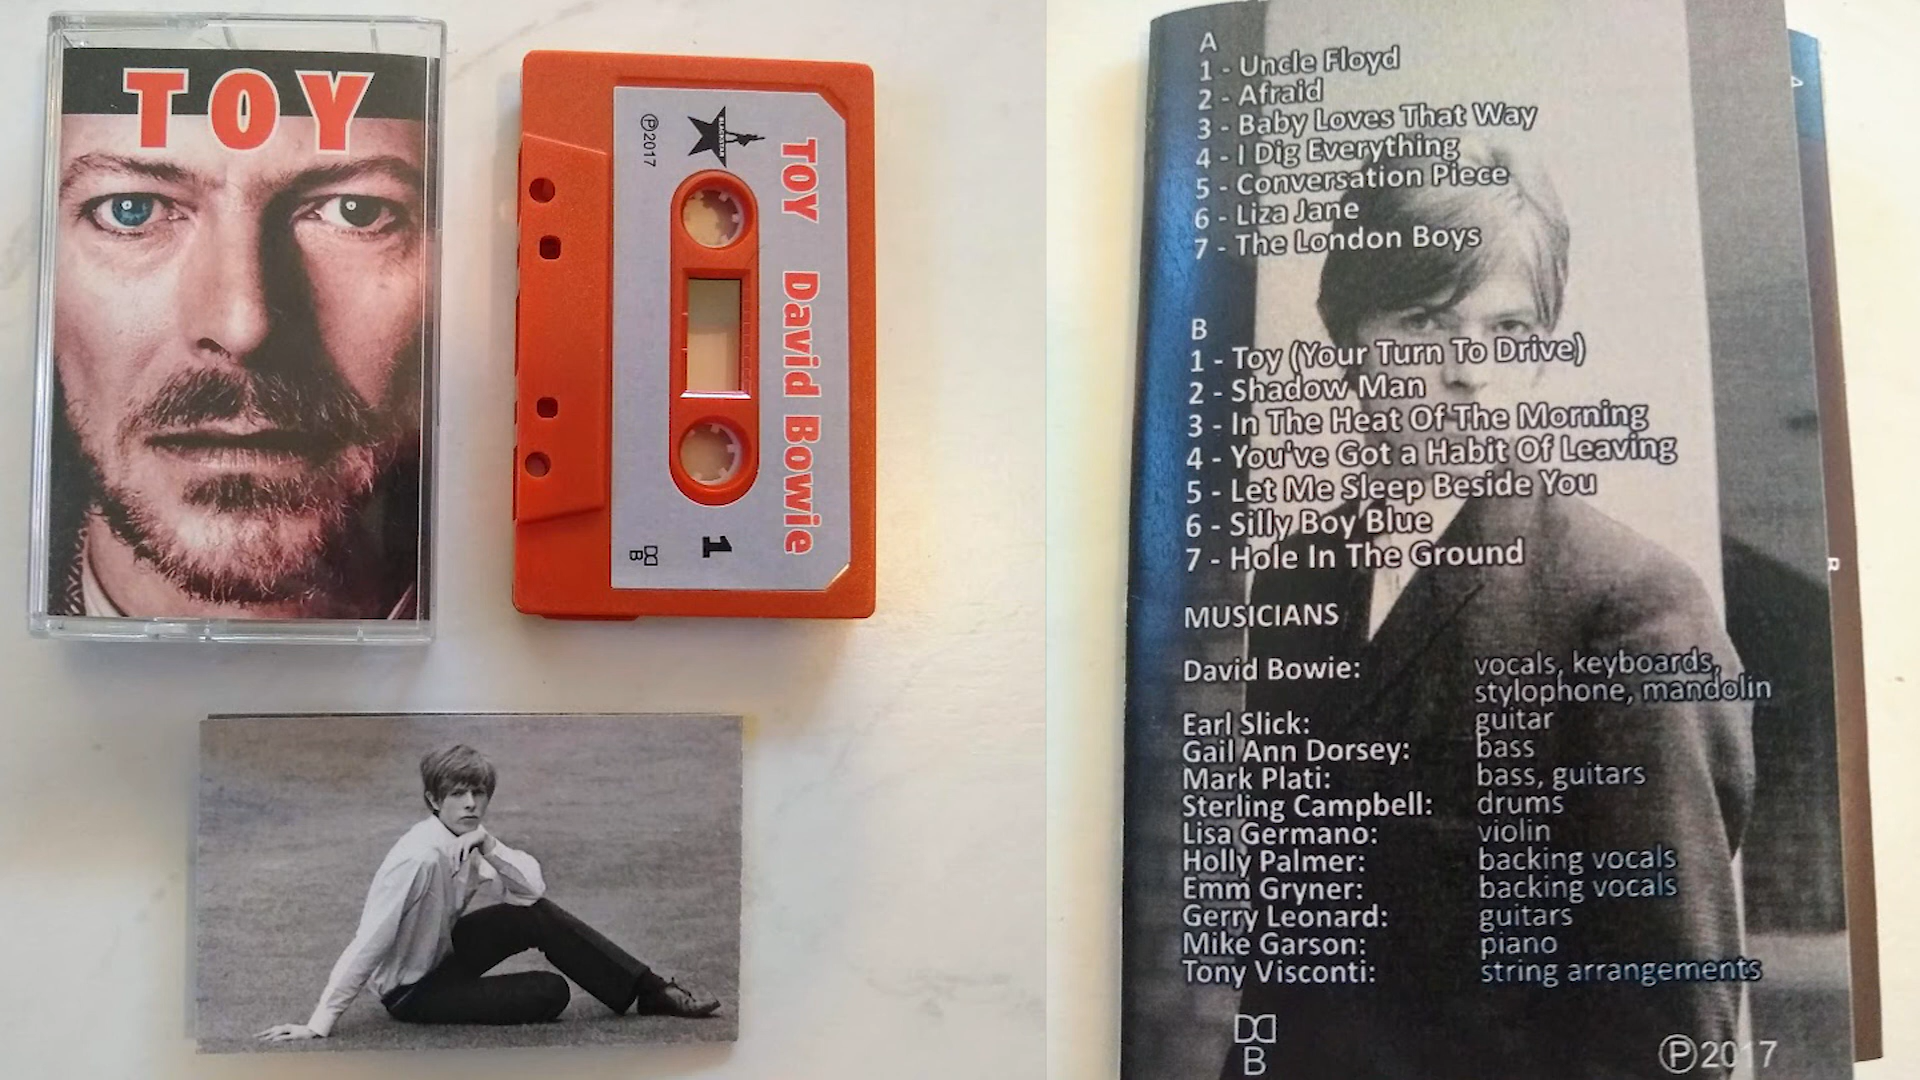 TOY
℗2017
BLACKSTAR
TOY David Bowie
1
B
A
1 - Uncle Floyd
2 - Afraid
3 - Baby Loves That Way
4 - I Dig Everything
5 - Conversation Piece
6 - Liza Jane
7 - The London Boys
B
1 - Toy (Your Turn To Drive)
2 - Shadow Man
3 - In The Heat Of The Morning
4 - You've Got a Habit Of Leaving
5 - Let Me Sleep Beside You
6 - Silly Boy Blue
7 - Hole In The Ground
MUSICIANS
David Bowie: vocals, keyboards,
stylophone, mandolin
Earl Slick: guitar
Gail Ann Dorsey: bass
Mark Plati: bass, guitars
Sterling Campbell: drums
Lisa Germano: violin
Holly Palmer: backing vocals
Emm Gryner: backing vocals
Gerry Leonard: guitars
Mike Garson: piano
Tony Visconti: string arrangements
B
℗2017
A
B